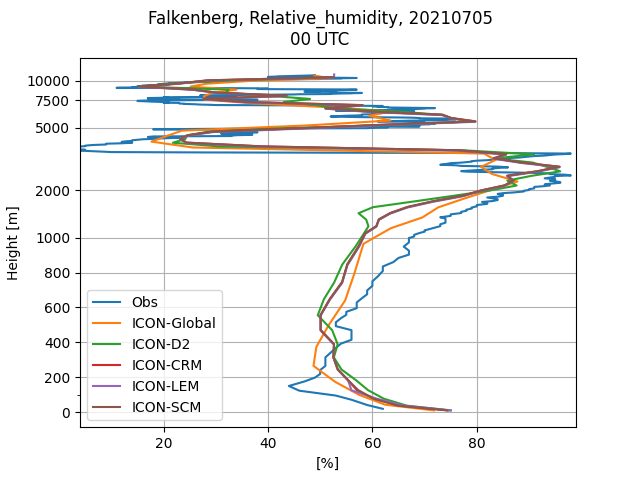 Falkenberg, Relative_humidity, 20210705
00 UTC
10000
7500
5000
2000
1000
800
600
400
200
0
Height [m]
Obs
ICON-Global
ICON-D2
ICON-CRM
ICON-LEM
ICON-SCM
20 40 60 80
[%]